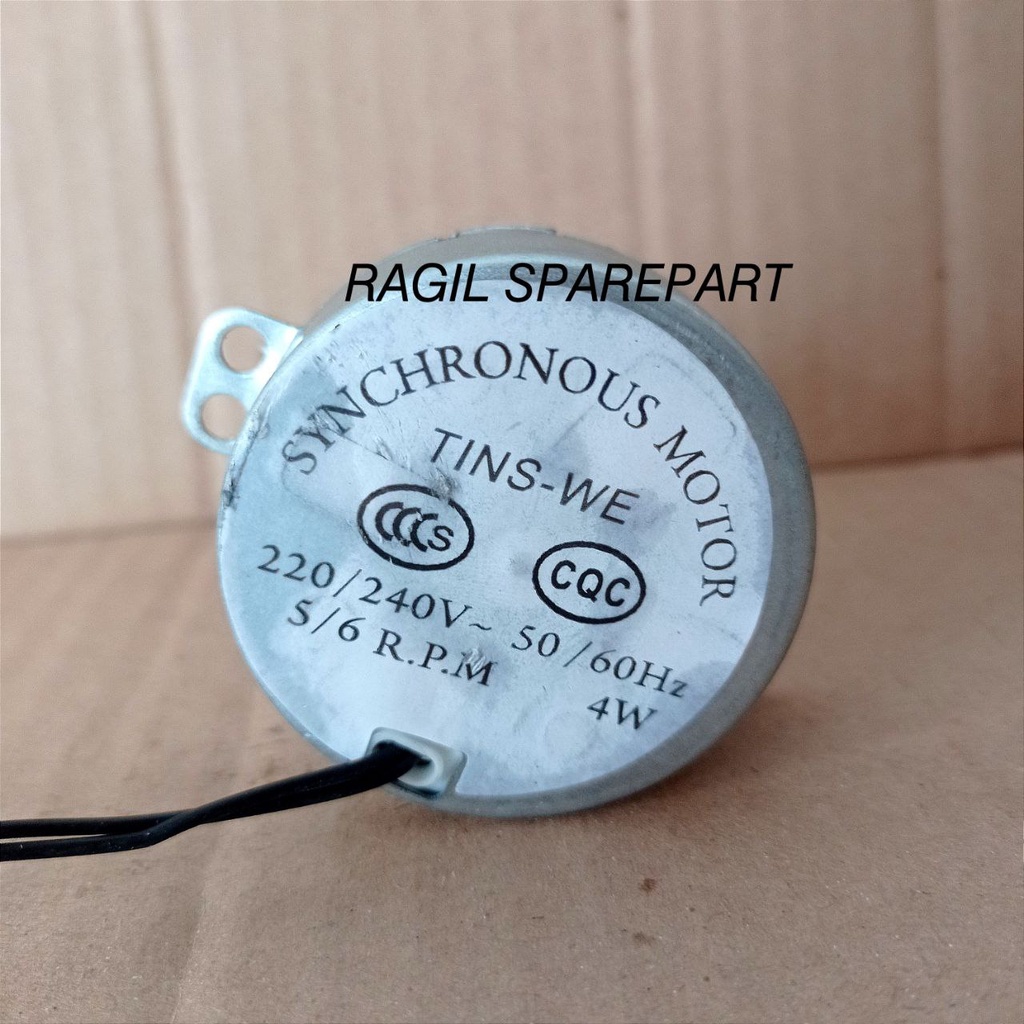 RAGIL SPAREPART
SYNCHRONOUS MOTOR
TINS-WE
CCCS
CQC
220/240V~ 50/60Hz
5/6 R.P.M 4W